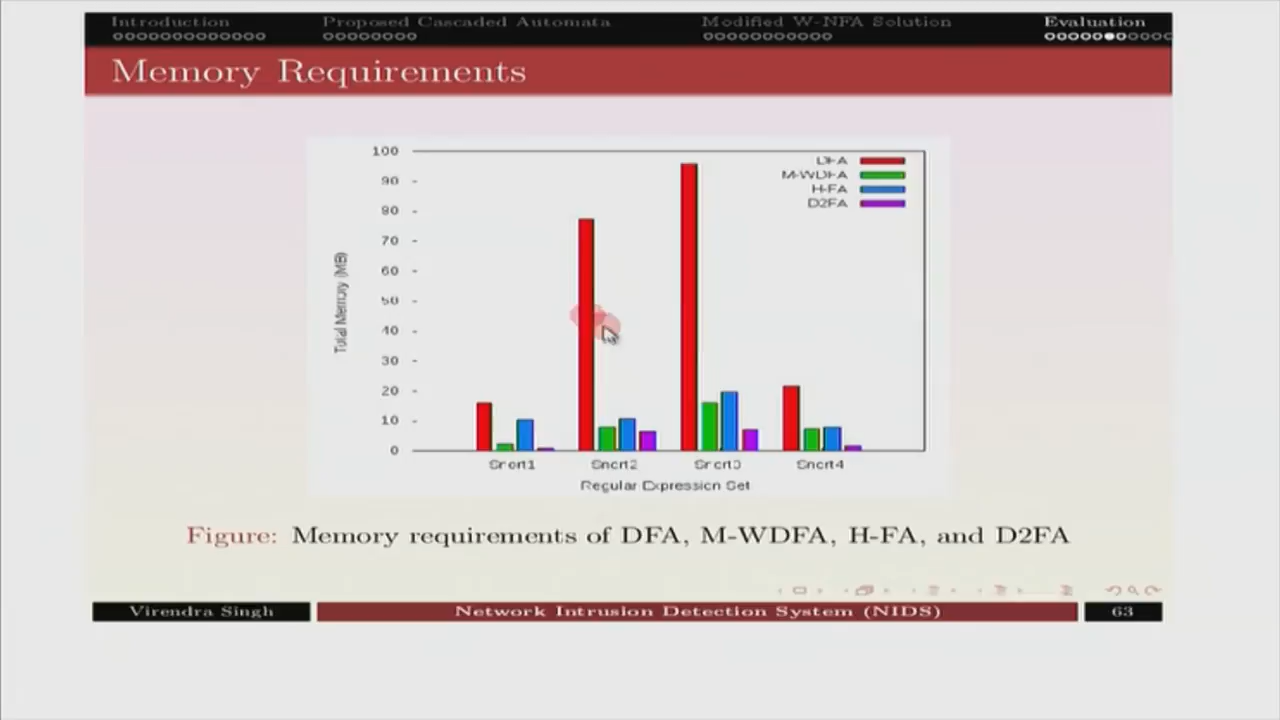 Introduction
Proposed Cascaded Automata
Modified W-NFA Solution
Evaluation
Memory Requirements
100
90
80
70
60
50
40
30
20
10
0
Total Memory (MB)
DFA
M-WDFA
H-FA
D2FA
Snort1
Snort2
Snort3
Snort4
Regular Expression Set
Figure: Memory requirements of DFA, M-WDFA, H-FA, and D2FA
Virendra Singh
Network Intrusion Detection System (NIDS)
63